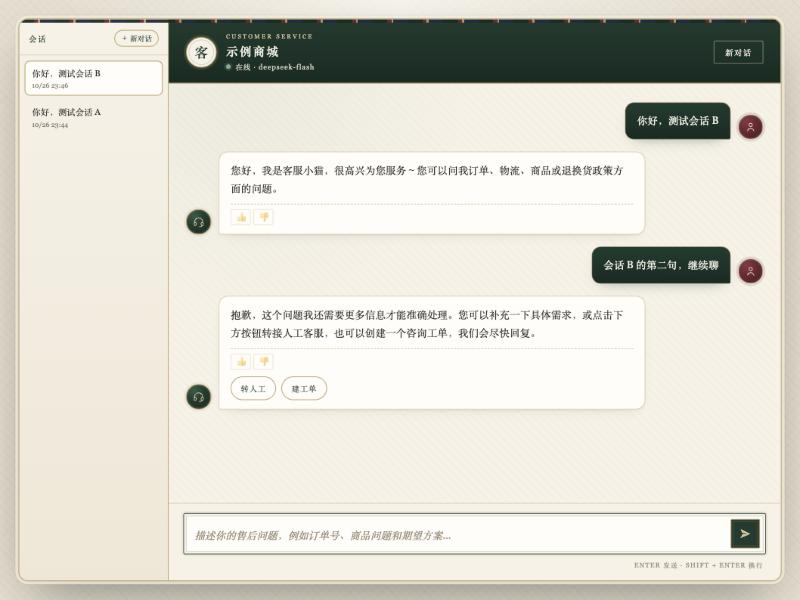 会话
+ 新对话
你好，测试会话 B
10/26 23:46
你好，测试会话 A
10/26 23:44
客
CUSTOMER SERVICE
示例商城
在线 · deepseek-flash
新对话
你好，测试会话 B
您好，我是客服小猫，很高兴为您服务～您可以问我订单、物流、商品或退换货政策方
面的问题。
会话 B 的第二句，继续聊
抱歉，这个问题我还需要更多信息才能准确处理。您可以补充一下具体需求，或点击下
方按钮转接人工客服，也可以创建一个咨询工单，我们会尽快回复。
转人工
建工单
描述你的售后问题，例如订单号、商品问题和期望方案...
ENTER 发送 · SHIFT + ENTER 换行